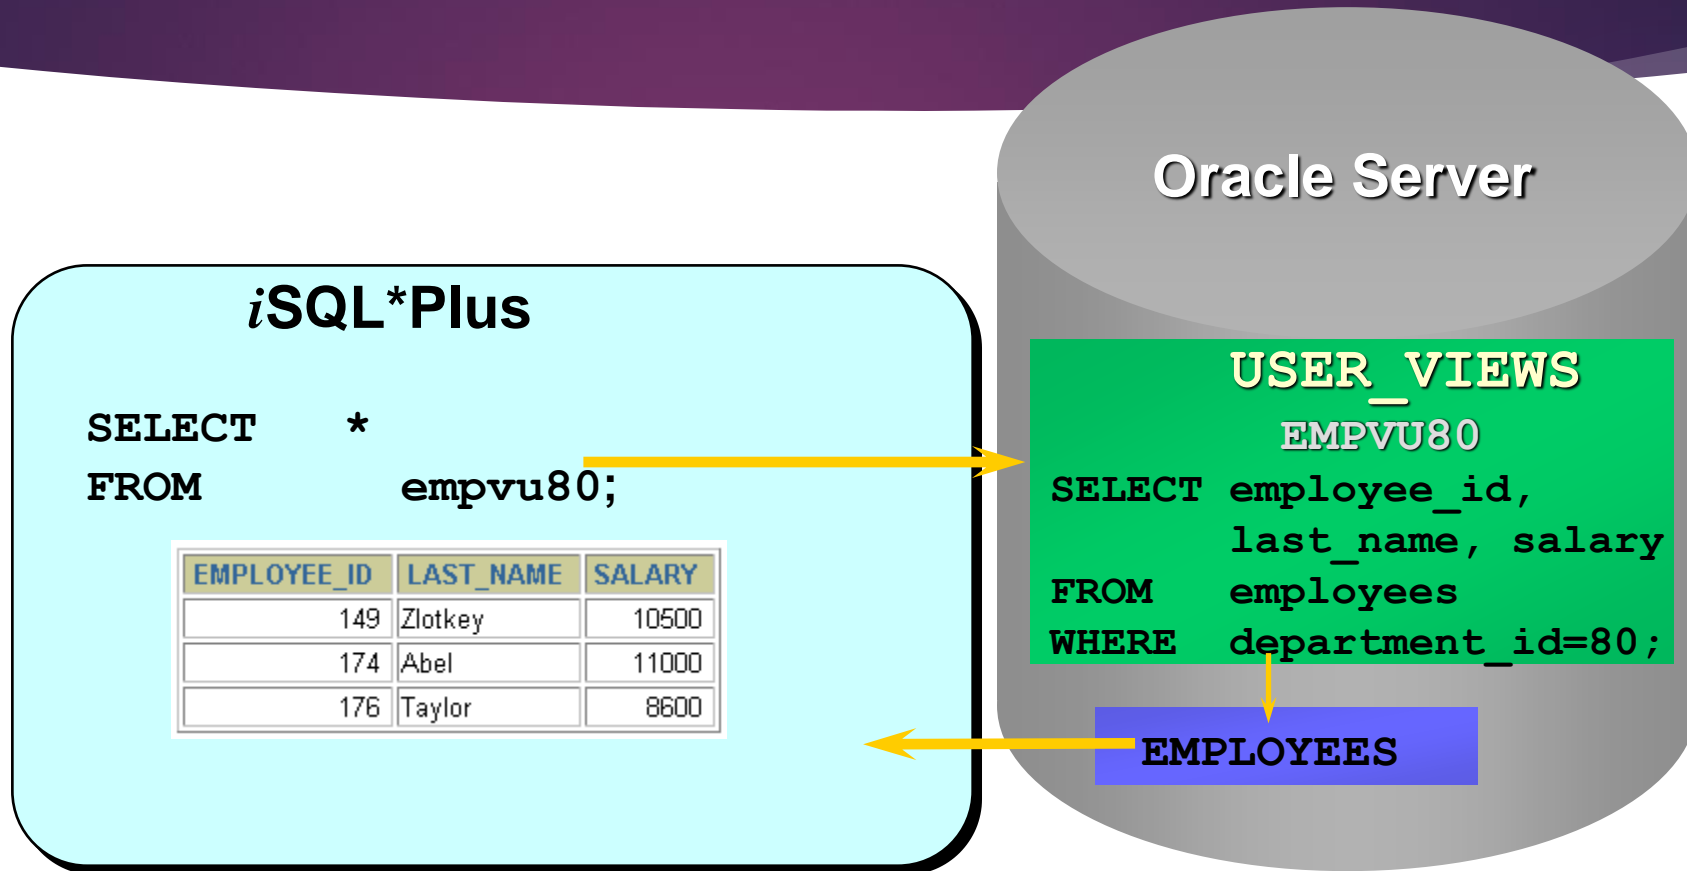 Oracle Server
iSQL*Plus
SELECT *
FROM empvu80;
EMPLOYEE_ID LAST_NAME SALARY
149 Zlotkey 10500
174 Abel 11000
176 Taylor 8600
USER_VIEWS
EMPVU80
SELECT employee_id,
last_name, salary
FROM employees
WHERE department_id=80;
EMPLOYEES